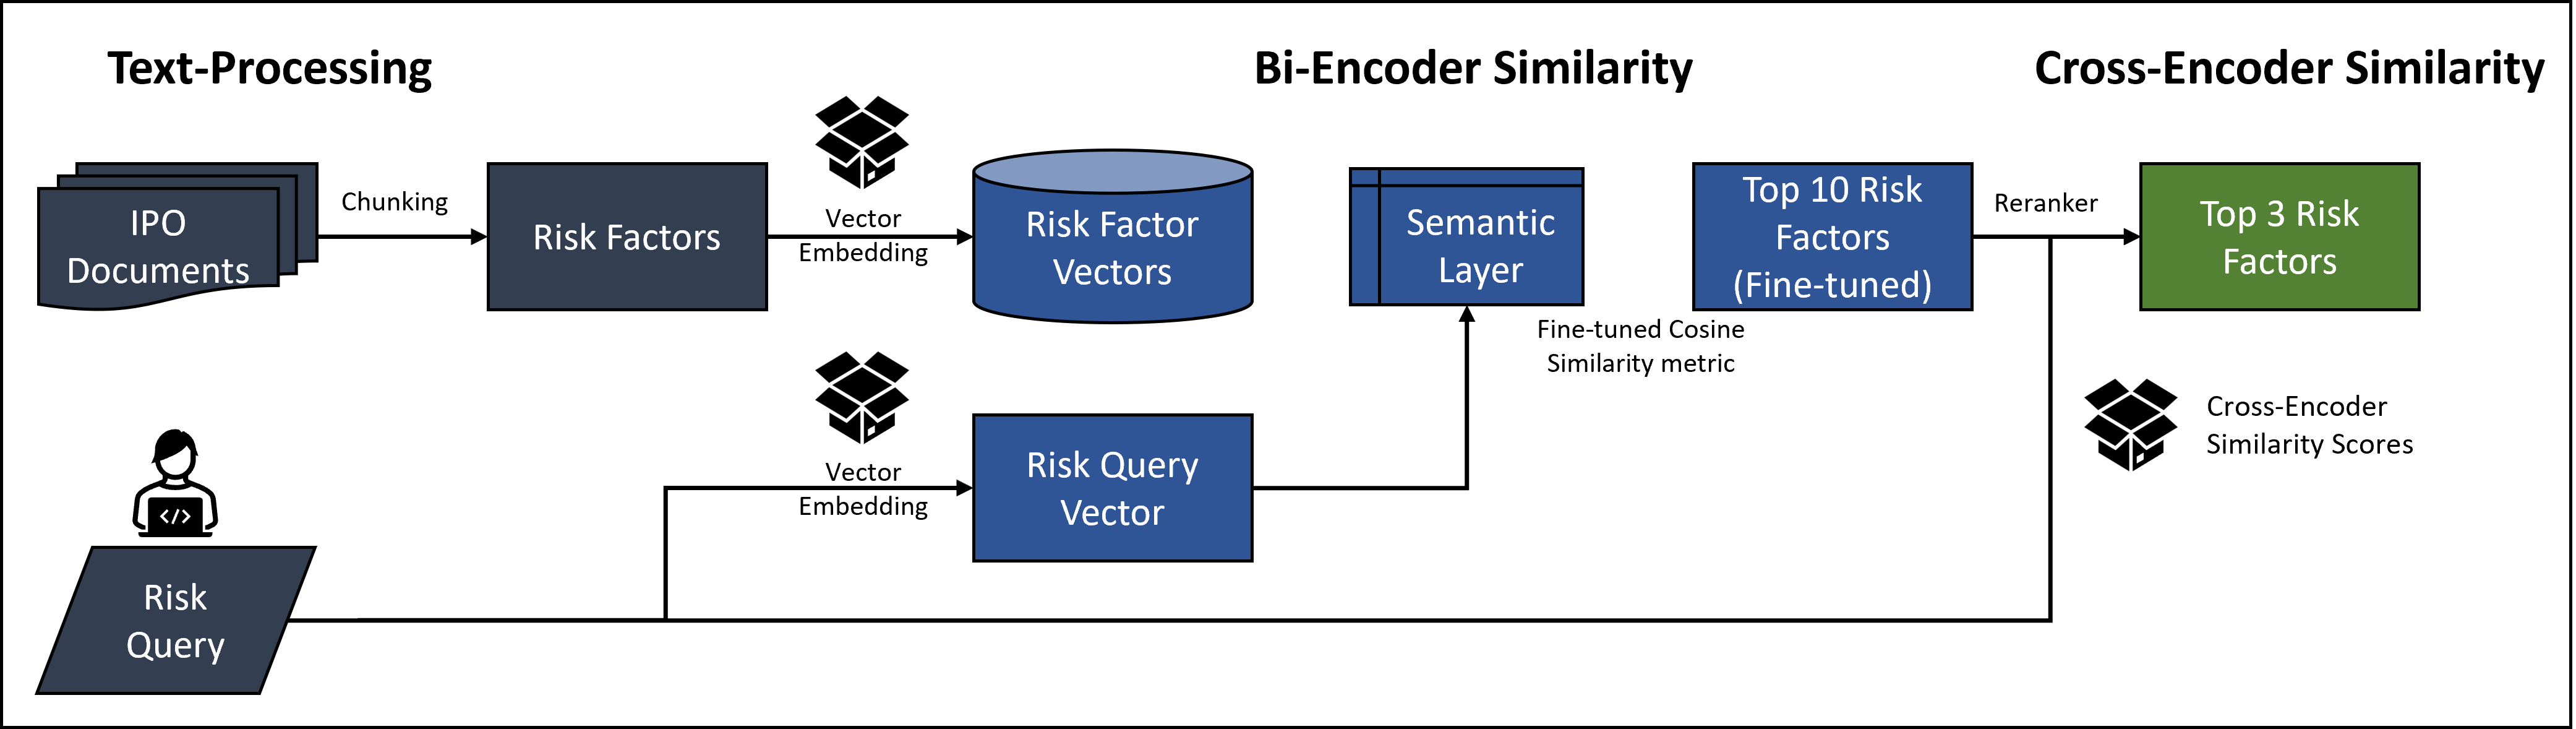 Text-Processing
Bi-Encoder Similarity
Cross-Encoder Similarity
IPO
Documents
Chunking
Risk Factors
Vector
Embedding
Risk Factor
Vectors
Semantic
Layer
Top 10 Risk
Factors
(Fine-tuned)
Reranker
Top 3 Risk
Factors
Fine-tuned Cosine
Similarity metric
Vector
Embedding
Risk Query
Vector
Cross-Encoder
Similarity Scores
</>
Risk
Query